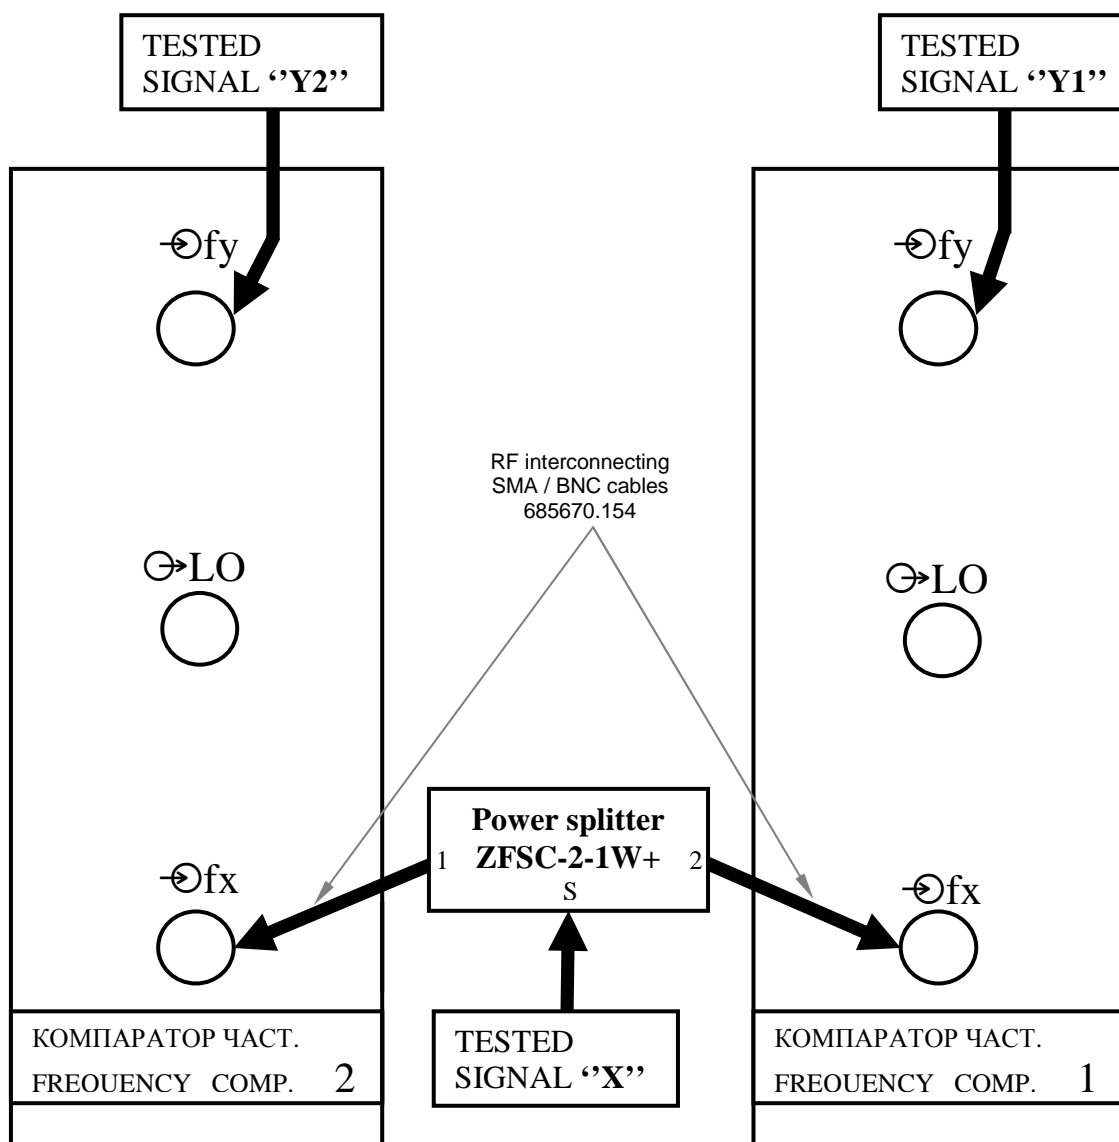 TESTED
SIGNAL ‘’Y2’’
TESTED
SIGNAL ‘’Y1’’
fy
fy
RF interconnecting
SMA / BNC cables
685670.154
LO
LO
Power splitter
1 ZFSC-2-1W+ 2
S
fx
fx
КОМПАРАТОР ЧАСТ.
FREOUENCY COMP. 2
TESTED
SIGNAL ‘’X’’
КОМПАРАТОР ЧАСТ.
FREOUENCY COMP. 1